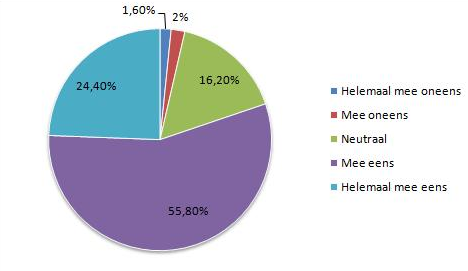 1,60%
2%
16,20%
24,40%
55,80%
Helemaal mee oneens
Mee oneens
Neutraal
Mee eens
Helemaal mee eens